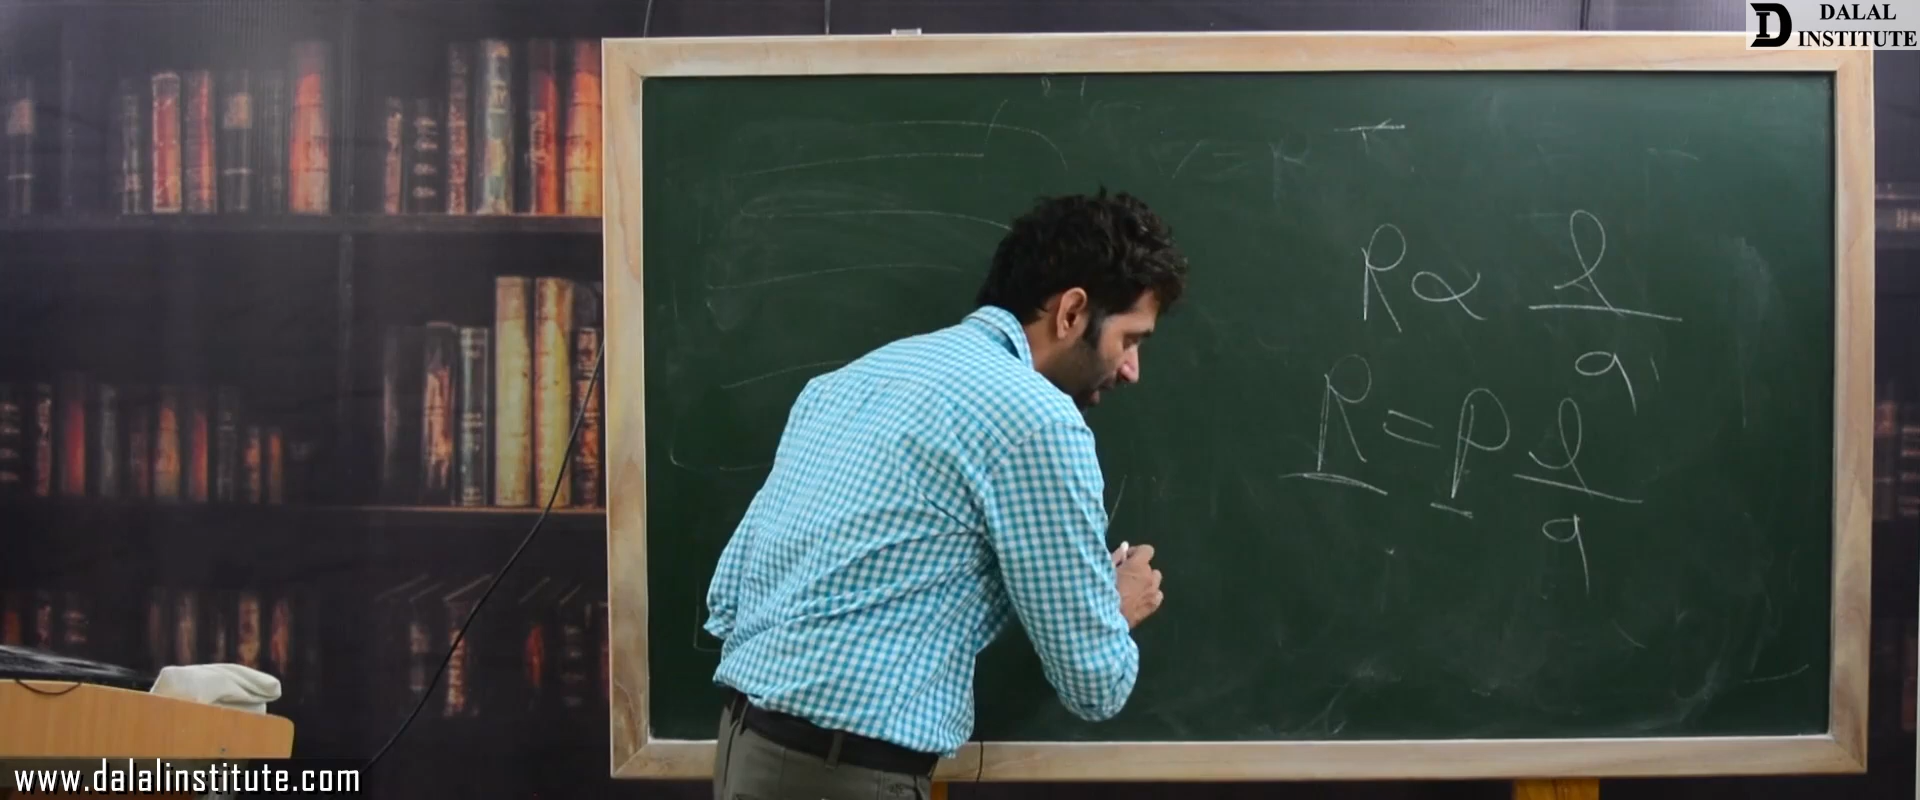 DALAL
INSTITUTE
R ∝ l / a
R = ρ l / a
www.dalalinstitute.com